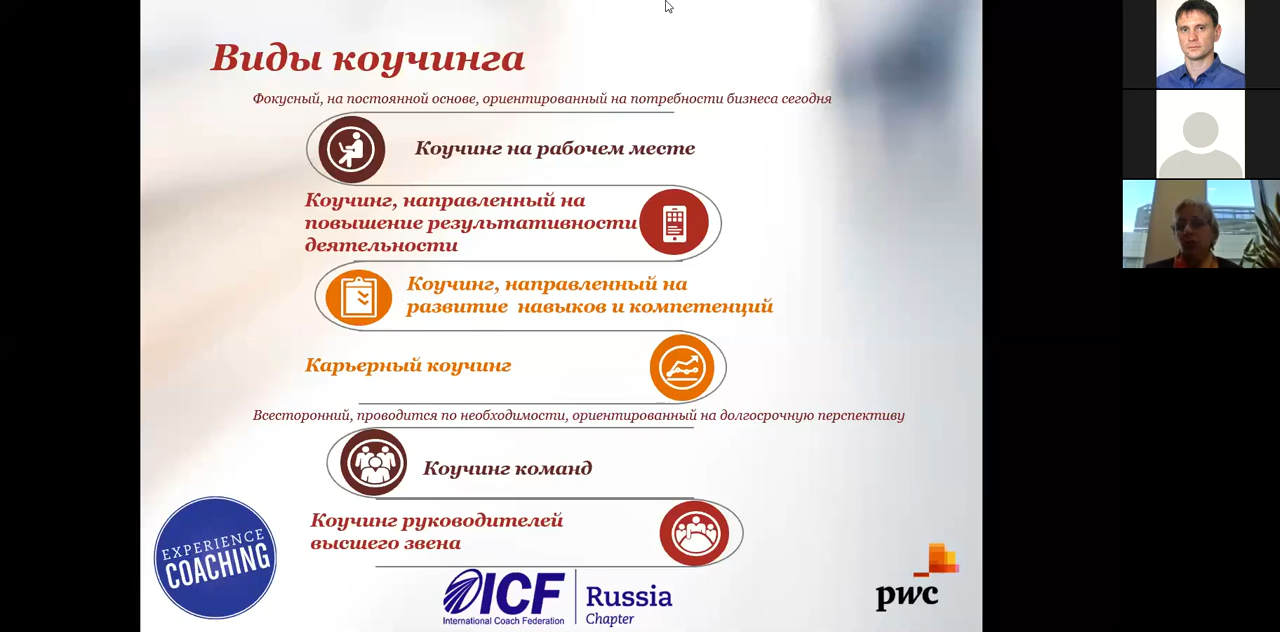 Виды коучинга
Фокусный, на постоянной основе, ориентированный на потребности бизнеса сегодня
Коучинг на рабочем месте
Коучинг, направленный на
повышение результативности
деятельности
Коучинг, направленный на
развитие навыков и компетенций
Карьерный коучинг
Всесторонний, проводится по необходимости, ориентированный на долгосрочную перспективу
Коучинг команд
Коучинг руководителей
высшего звена
EXPERIENCE
COACHING
ICF
International Coach Federation
Russia
Chapter
pwc